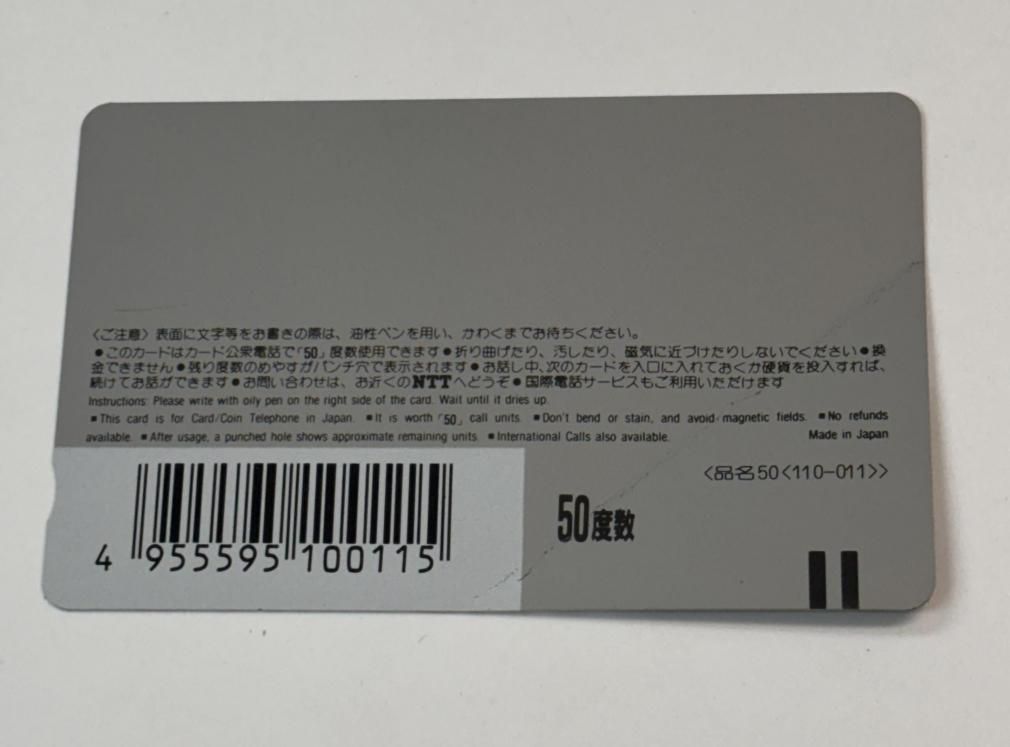 〈ご注意〉表面に文字等をお書きの際は、油性ペンを用い、かわくまでお待ちください。
●このカードはカード公衆電話で「50」度数使用できます●折り曲げたり、汚したり、磁気に近づけたりしないでください●換
金できません●残り度数のめやすがパンチ穴で表示されます●お話し中、次のカードを入口に入れておくか硬貨を投入すれば、
続けてお話ができます●お問い合わせは、お近くのNTTへどうぞ●国際電話サービスもご利用いただけます
Instructions: Please write with oily pen on the right side of the card. Wait until it dries up.
■This card is for Card/Coin Telephone in Japan. ■It is worth「50」call units. ■Don't bend or stain, and avoid magnetic fields. ■No refunds
available. ■After usage, a punched hole shows approximate remaining units. ■International Calls also available. Made in Japan
〈品名50〈110-011〉〉
50度数
4 955595 100115